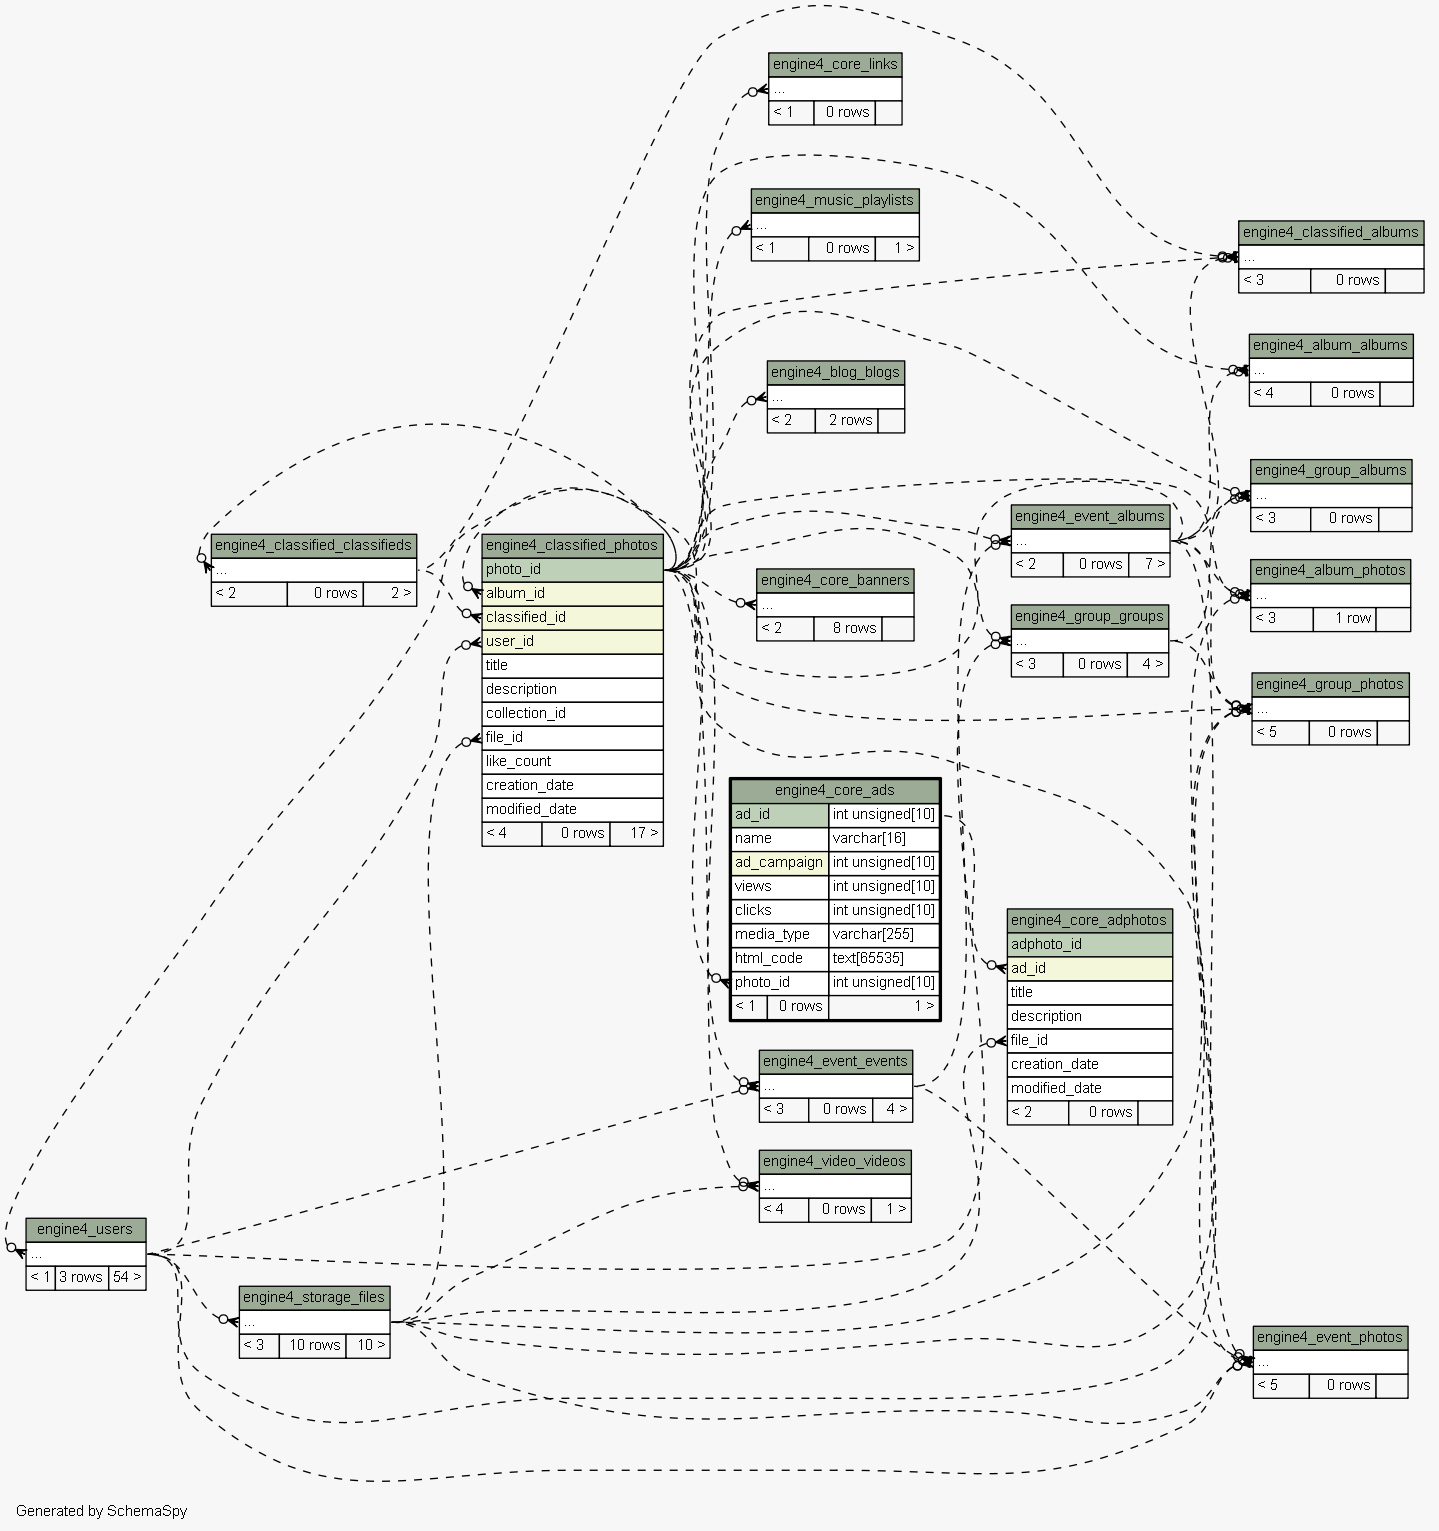 engine4_core_links
...
< 1 0 rows
engine4_music_playlists
...
< 1 0 rows 1 >
engine4_classified_albums
...
< 3 0 rows
engine4_album_albums
...
< 4 0 rows
engine4_blog_blogs
...
< 2 2 rows
engine4_group_albums
...
< 3 0 rows
engine4_event_albums
...
< 2 0 rows 7 >
engine4_classified_classifieds
...
< 2 0 rows 2 >
engine4_classified_photos
photo_id
album_id
classified_id
user_id
title
description
collection_id
file_id
like_count
creation_date
modified_date
< 4 0 rows 17 >
engine4_core_banners
...
< 2 8 rows
engine4_album_photos
...
< 3 1 row
engine4_group_groups
...
< 3 0 rows 4 >
engine4_group_photos
...
< 5 0 rows
engine4_core_ads
ad_id int unsigned[10]
name varchar[16]
ad_campaign int unsigned[10]
views int unsigned[10]
clicks int unsigned[10]
media_type varchar[255]
html_code text[65535]
photo_id int unsigned[10]
< 1 0 rows 1 >
engine4_core_adphotos
adphoto_id
ad_id
title
description
file_id
creation_date
modified_date
< 2 0 rows
engine4_event_events
...
< 3 0 rows 4 >
engine4_video_videos
...
< 4 0 rows 1 >
engine4_users
...
< 1 3 rows 54 >
engine4_storage_files
...
< 3 10 rows 10 >
engine4_event_photos
...
< 5 0 rows
Generated by SchemaSpy